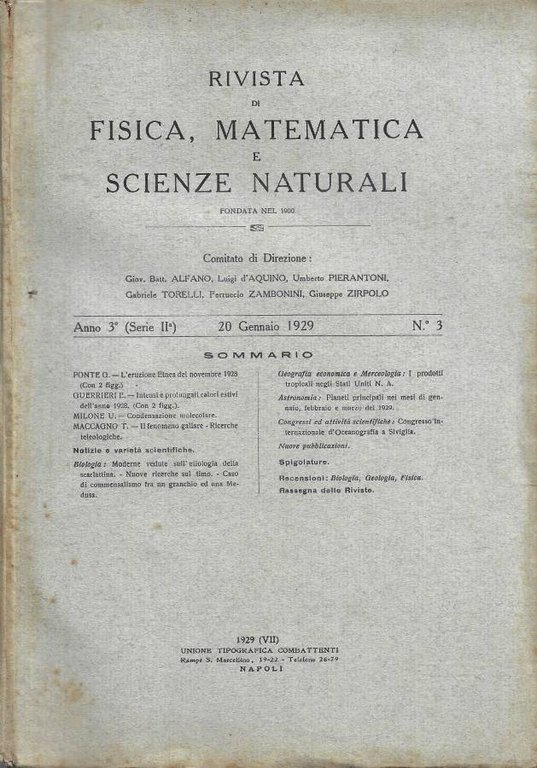 RIVISTA
DI
FISICA, MATEMATICA
E
SCIENZE NATURALI
FONDATA NEL 1900
Comitato di Direzione :
Giov. Batt. ALFANO, Luigi d'AQUINO, Umberto PIERANTONI,
Gabriele TORELLI, Ferruccio ZAMBONINI, Giuseppe ZIRPOLO
Anno 3° (Serie IIª) 20 Gennaio 1929 N.° 3
SOMMARIO
PONTE G. — L'eruzione Etnea del novembre 1928
(Con 2 figg.)
GUERRIERI E. — Intensi e prolungati calori estivi
dell'anno 1928. (Con 2 figg.).
MILONE U. — Condensazione molecolare.
MACCAGNO T. — Il fenomeno galiare - Ricerche
teleologiche.
Notizie e varietà scientifiche.
Biologia : Moderne vedute sull'etiologia della
scarlattina. - Nuove ricerche sul timo. - Caso
di commensalismo fra un granchio ed una Me-
dusa.
Geografia economica e Merceologia : I prodotti
tropicali negli Stati Uniti N. A.
Astronomia : Pianeti principali nei mesi di gen-
naio, febbraio e marzo del 1929.
Congressi ed attività scientifiche : Congresso in-
ternazionale d'Oceanografia a Siviglia.
Nuove pubblicazioni.
Spigolature.
Recensioni : Biologia, Geologia, Fisica.
Rassegna delle Riviste.
1929 (VII)
UNIONE TIPOGRAFICA COMBATTENTI
Rampe S. Marcellino, 19-22 - Telefono 26-79
NAPOLI